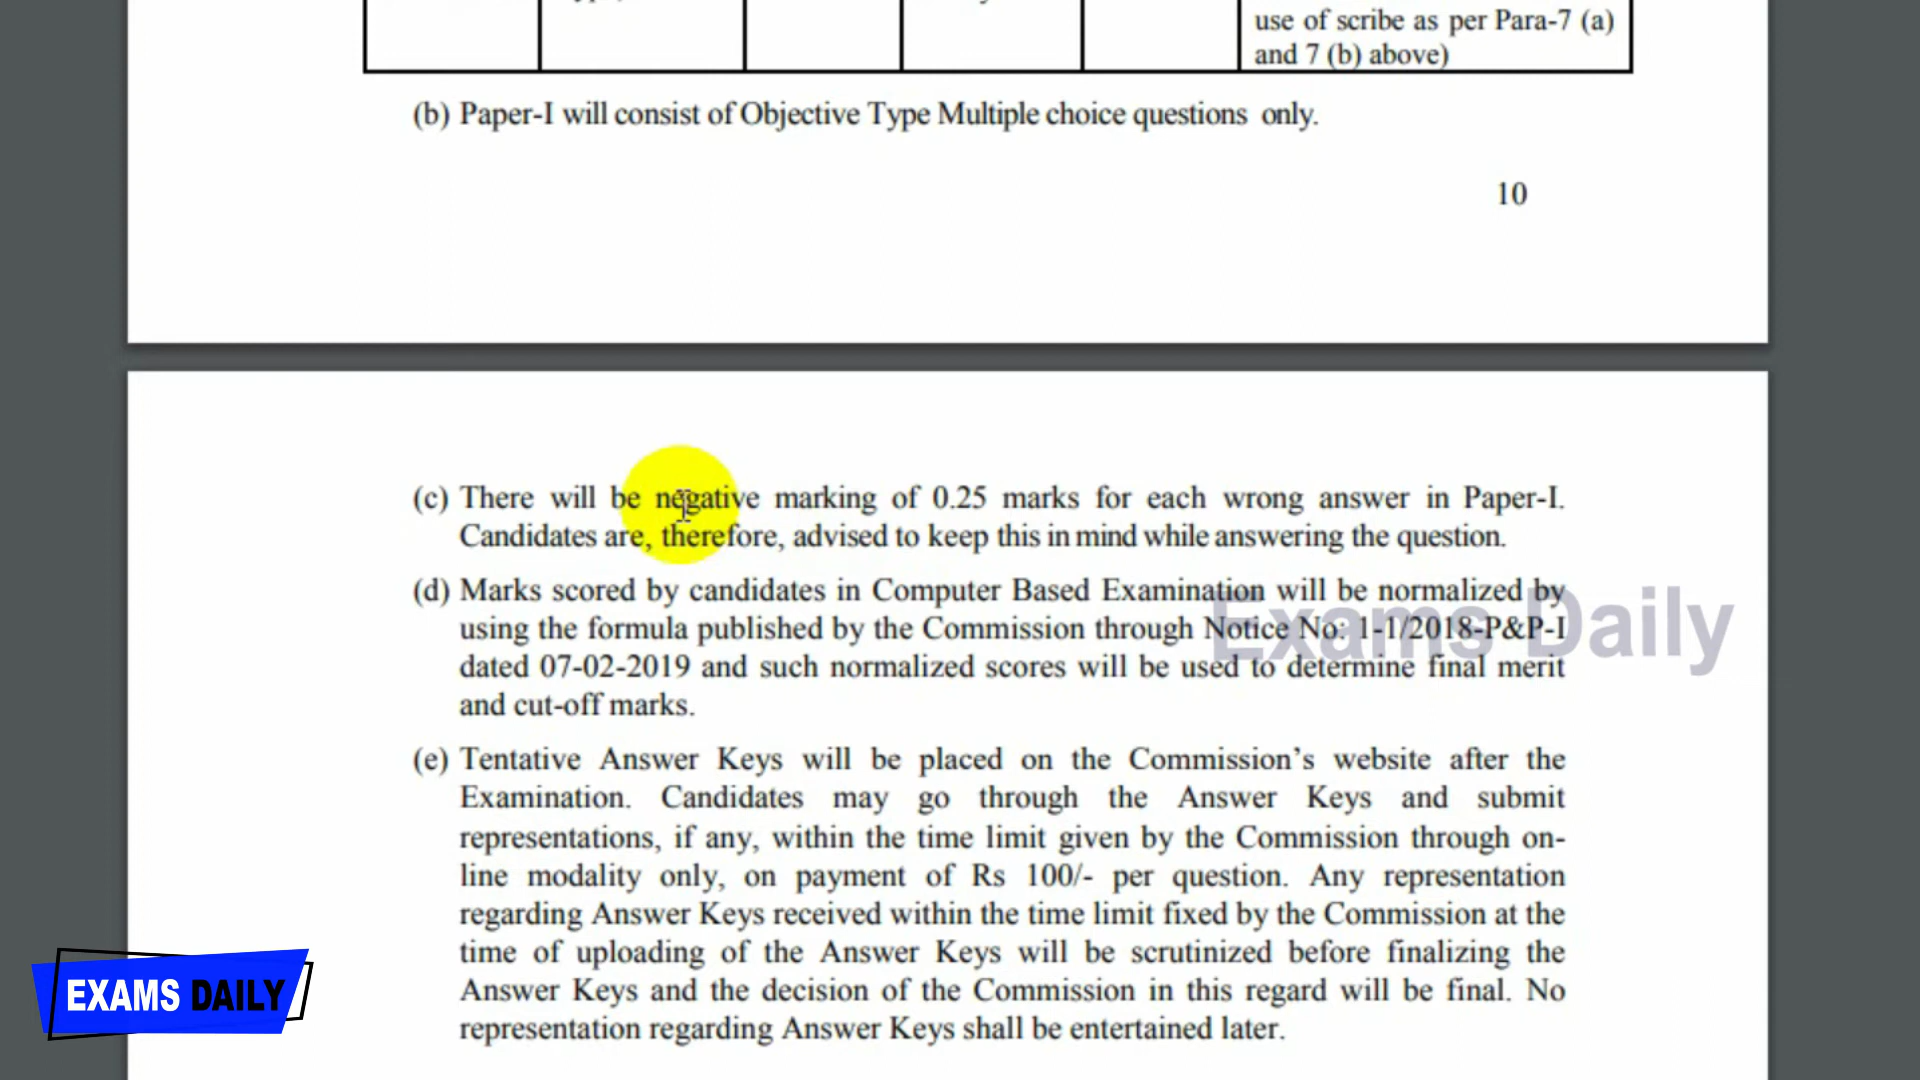 use of scribe as per Para-7 (a)
and 7 (b) above)
(b) Paper-I will consist of Objective Type Multiple choice questions only.
10
(c) There will be negative marking of 0.25 marks for each wrong answer in Paper-I.
Candidates are, therefore, advised to keep this in mind while answering the question.
(d) Marks scored by candidates in Computer Based Examination will be normalized by
using the formula published by the Commission through Notice No: 1-1/2018-P&P-I
dated 07-02-2019 and such normalized scores will be used to determine final merit
and cut-off marks.
Exams Daily
(e) Tentative Answer Keys will be placed on the Commission’s website after the
Examination. Candidates may go through the Answer Keys and submit
representations, if any, within the time limit given by the Commission through on-
line modality only, on payment of Rs 100/- per question. Any representation
regarding Answer Keys received within the time limit fixed by the Commission at the
time of uploading of the Answer Keys will be scrutinized before finalizing the
Answer Keys and the decision of the Commission in this regard will be final. No
representation regarding Answer Keys shall be entertained later.
EXAMS DAILY